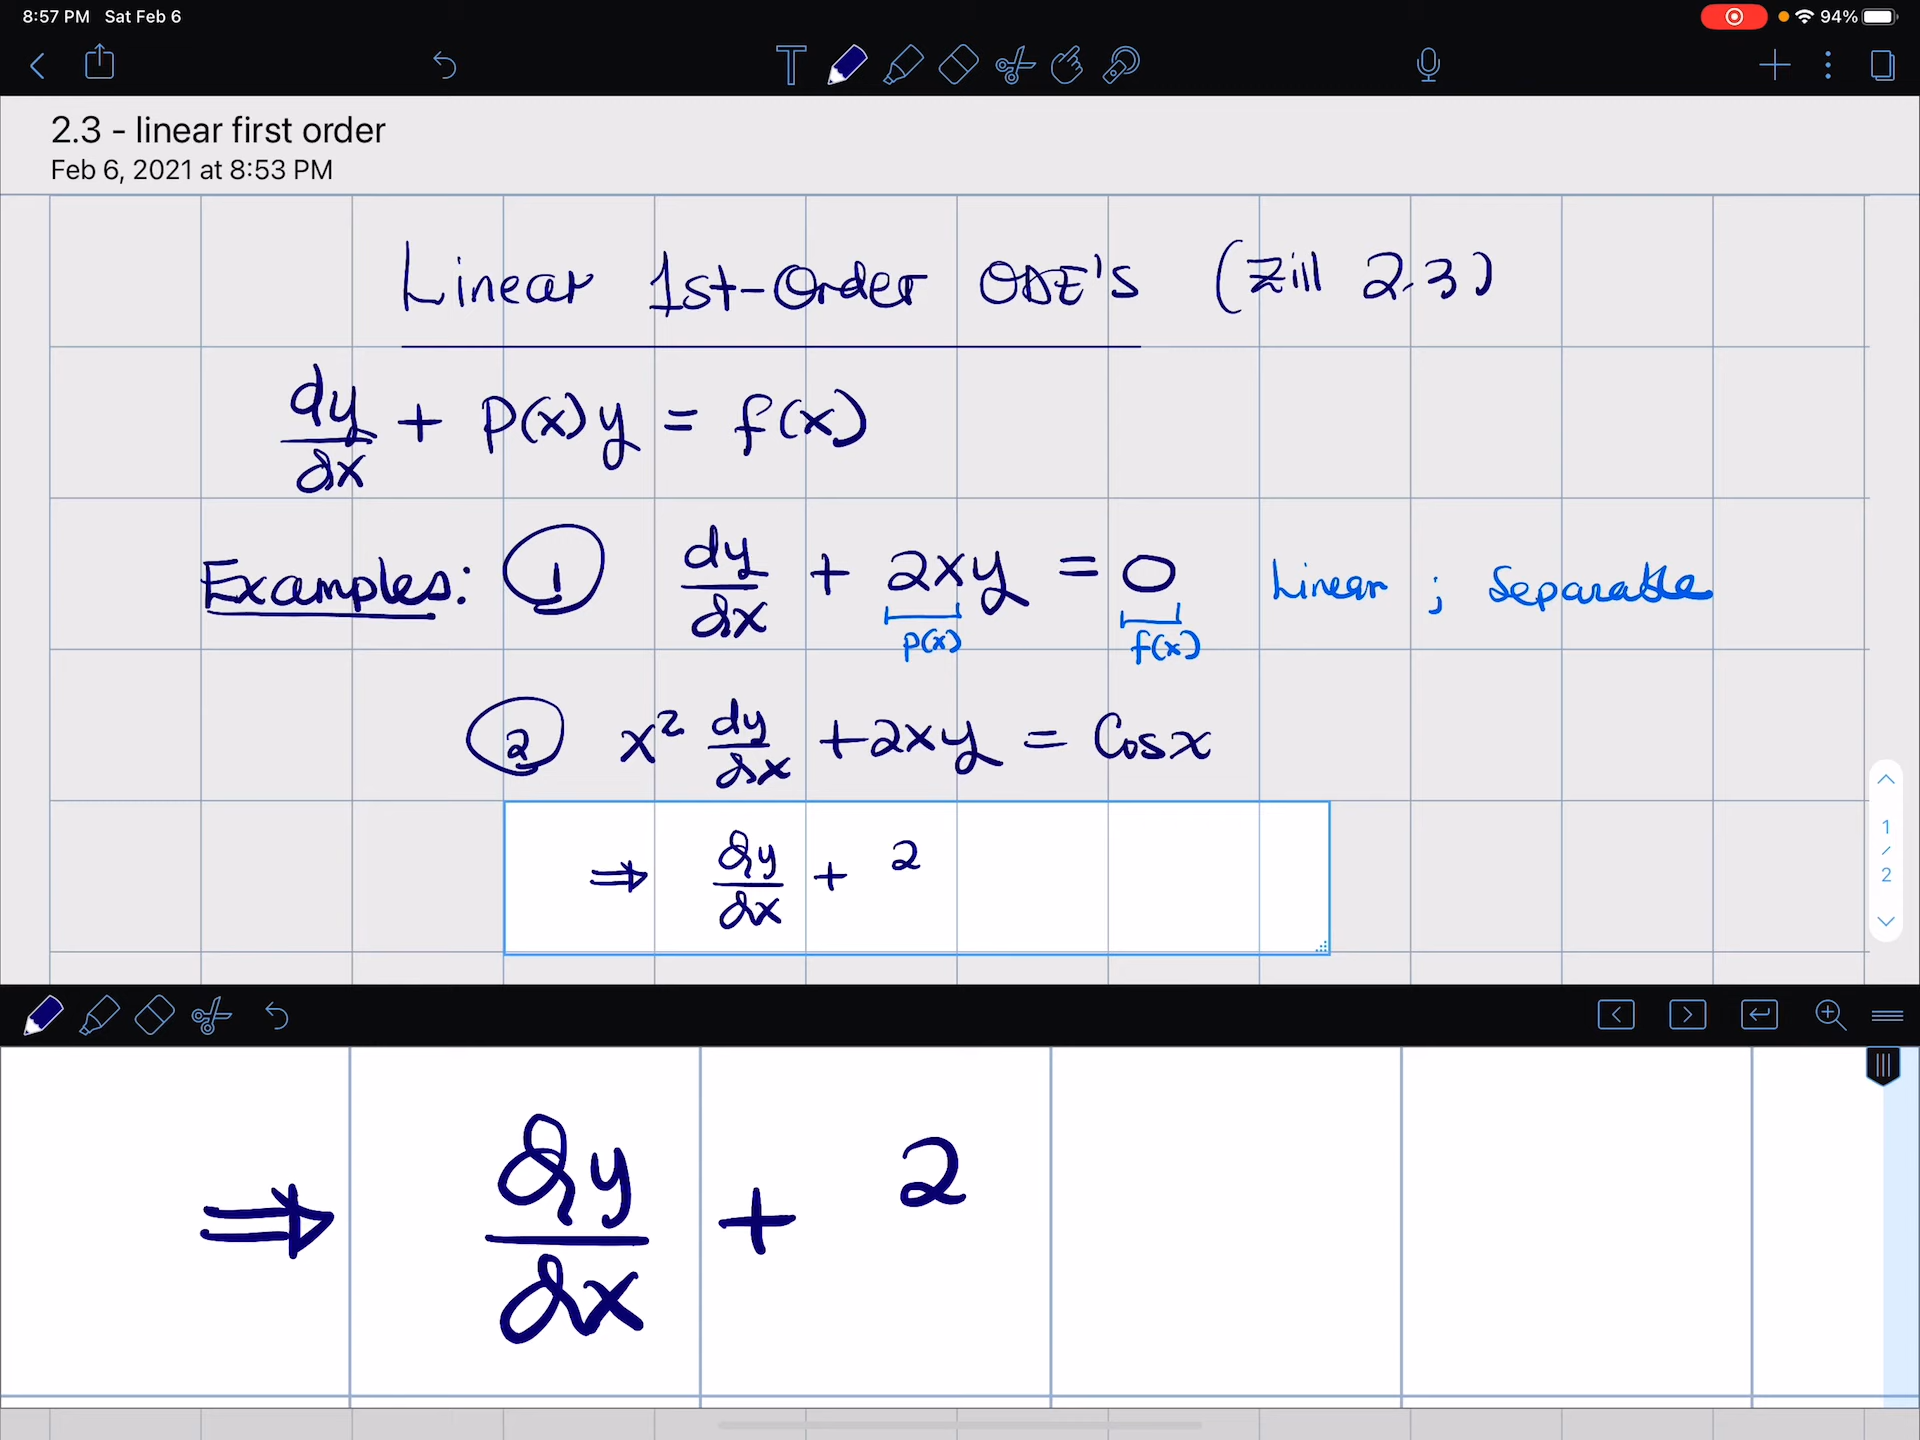 8:57 PM Sat Feb 6
94%
2.3 - linear first order
Feb 6, 2021 at 8:53 PM
Linear 1st-Order ODE's (Zill 2.3)
dy/dx + P(x)y = f(x)
Examples: ① dy/dx + 2xy = 0 Linear ; Separable
P(x) f(x)
② x² dy/dx + 2xy = Cosx
⇒ dy/dx + 2
1 / 2
⇒ dy/dx + 2